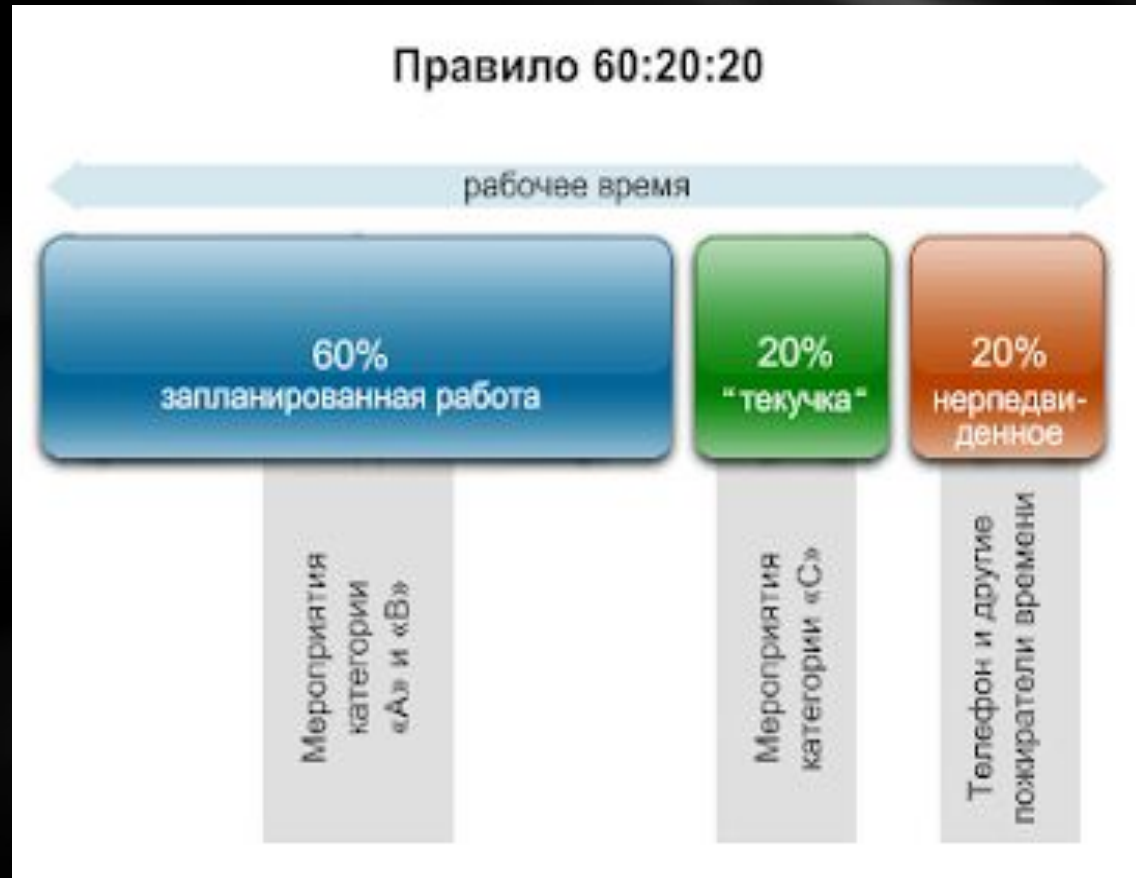 Правило 60:20:20
рабочее время
60%
запланированная работа
20%
"текучка"
20%
нерпедви-
денное
Мероприятия
категории
«А» и «В»
Мероприятия
категории «С»
Телефон и другие
пожиратели времени